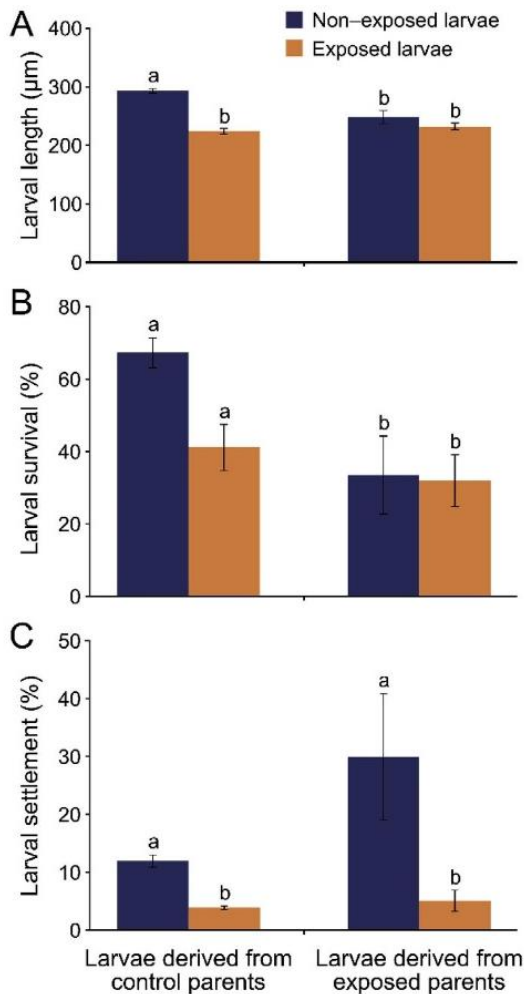 A
Non–exposed larvae
Exposed larvae
Larval length (µm)
400
300
200
100
0
a
b
b
b
B
Larval survival (%)
80
60
40
20
0
a
a
b
b
C
Larval settlement (%)
50
40
30
20
10
0
a
b
a
b
Larvae derived from
control parents
Larvae derived from
exposed parents